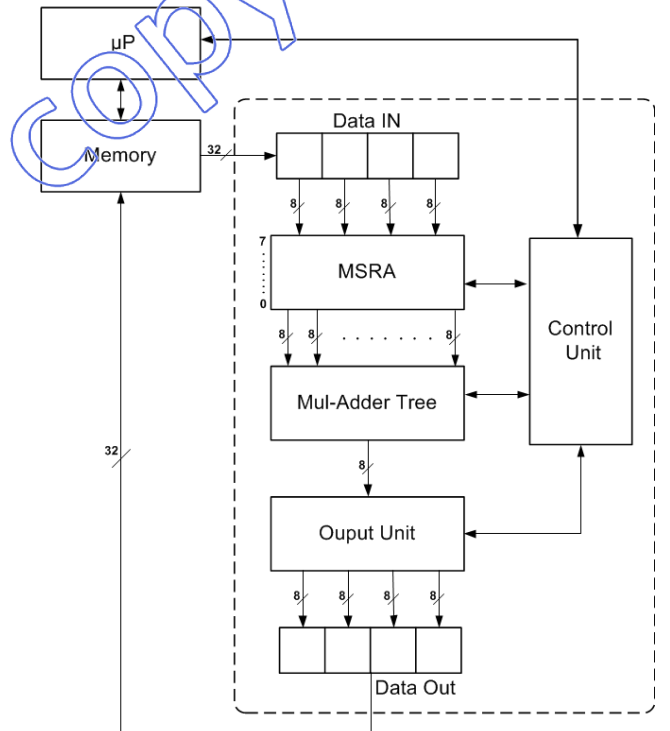 Copy
µP
Memory
32
Data IN
8 8 8 8
7
0
MSRA
8 8 . . . . . . . 8
Control
Unit
Mul-Adder Tree
32
8
Ouput Unit
8 8 8 8
Data Out